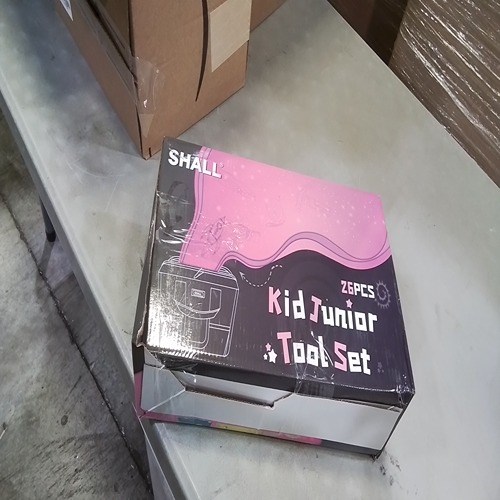 SHALL
26PCS
Kid Junior
Tool Set